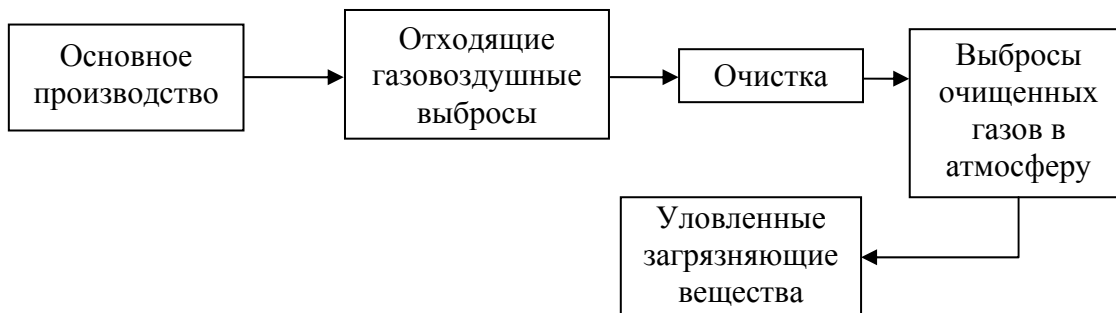 Основное
производство
Отходящие
газовоздушные
выбросы
Очистка
Выбросы
очищенных
газов в
атмосферу
Уловленные
загрязняющие
вещества